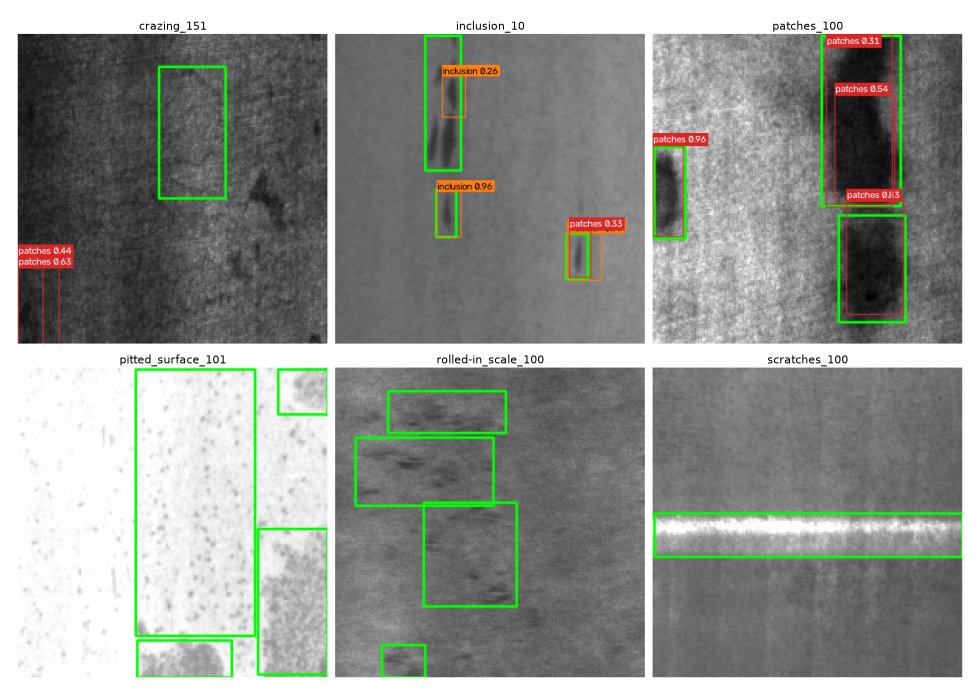 crazing_151
inclusion_10
patches_100
patches 0.44
patches 0.63
inclusion 0.26
inclusion 0.96
patches 0.33
patches 0.31
patches 0.54
patches 0.96
patches 0.83
pitted_surface_101
rolled-in_scale_100
scratches_100